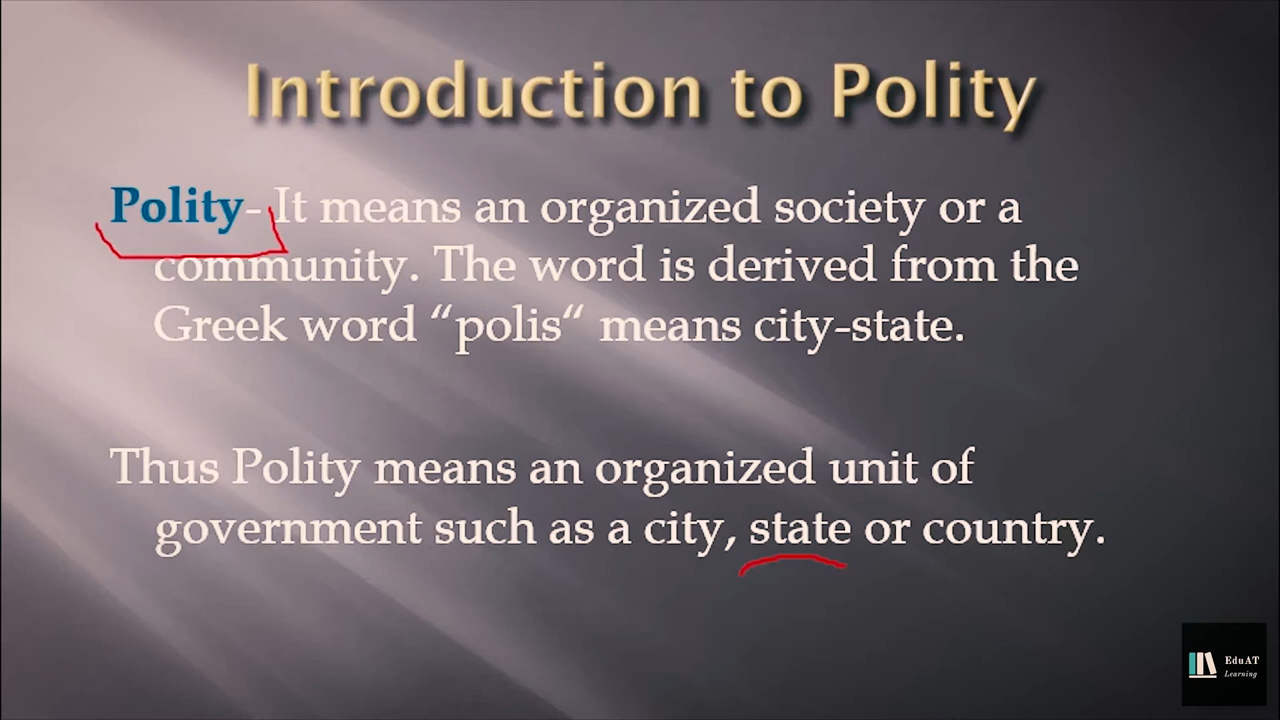 Introduction to Polity
Polity- It means an organized society or a
community. The word is derived from the
Greek word “polis“ means city-state.
Thus Polity means an organized unit of
government such as a city, state or country.
EduAT
Learning